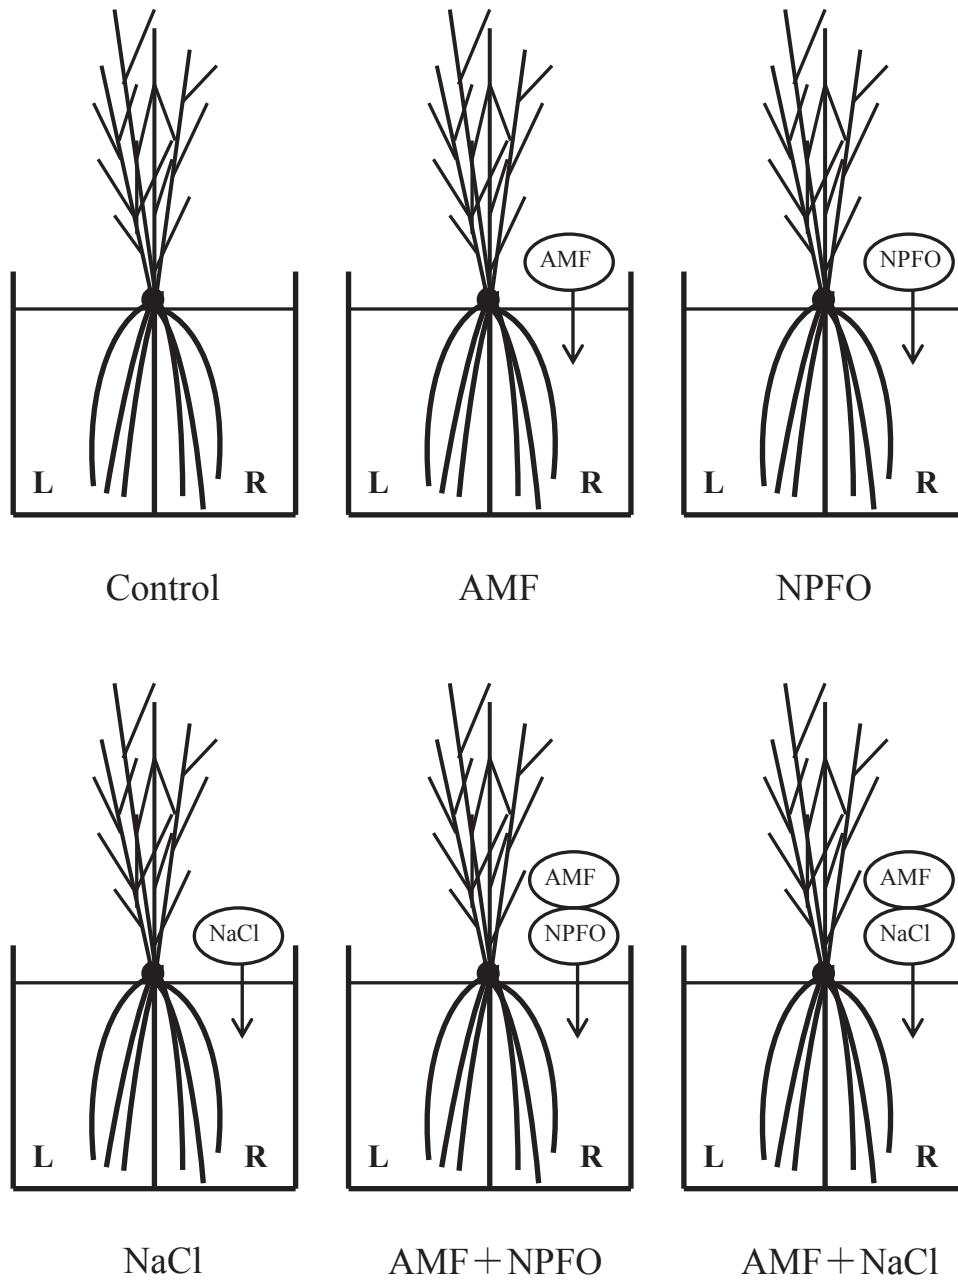 AMF
NPFO
L R
L R
L R
Control
AMF
NPFO
AMF
AMF
NaCl
NPFO
NaCl
L R
L R
L R
NaCl
AMF+NPFO
AMF+NaCl